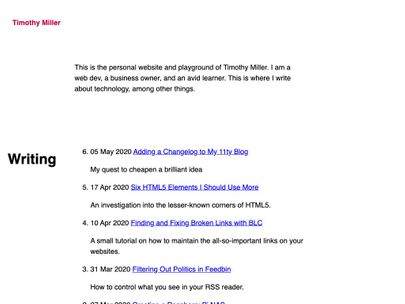 Timothy Miller
This is the personal website and playground of Timothy Miller. I am a
web dev, a business owner, and an avid learner. This is where I write
about technology, among other things.
Writing
6. 05 May 2020 Adding a Changelog to My 11ty Blog
My quest to cheapen a brilliant idea
5. 17 Apr 2020 Six HTML5 Elements I Should Use More
An investigation into the lesser-known corners of HTML5.
4. 10 Apr 2020 Finding and Fixing Broken Links with BLC
A small tutorial on how to maintain the all-so-important links on your
websites.
3. 31 Mar 2020 Filtering Out Politics in Feedbin
How to control what you see in your RSS reader.